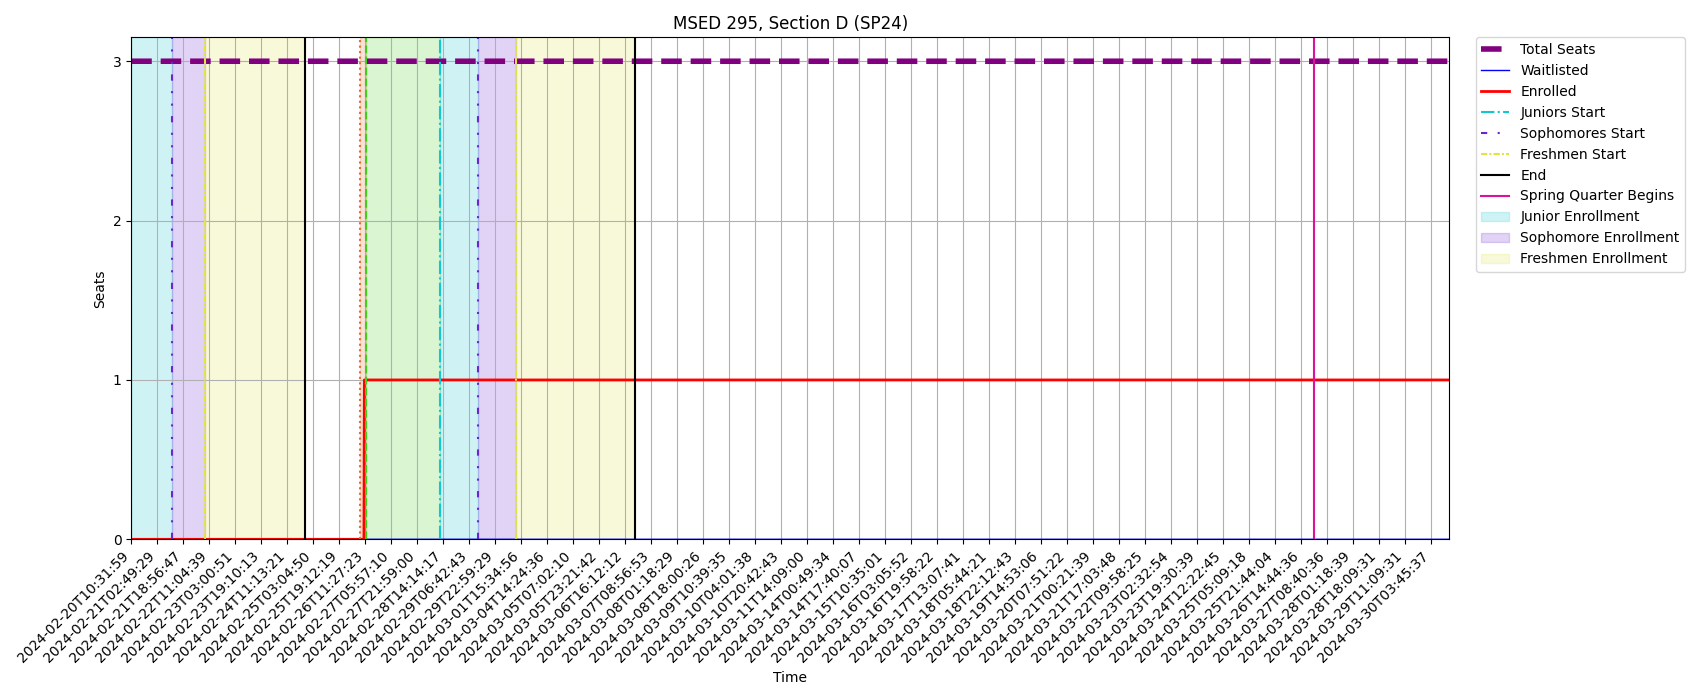 MSED 295, Section D (SP24)
Total Seats
Waitlisted
Enrolled
Juniors Start
Sophomores Start
Freshmen Start
End
Spring Quarter Begins
Junior Enrollment
Sophomore Enrollment
Freshmen Enrollment
Seats
3
2
1
0
2024-02-20T10:31:59
2024-02-21T02:49:29
2024-02-21T18:56:47
2024-02-22T11:04:39
2024-02-23T03:00:51
2024-02-23T19:10:13
2024-02-24T11:13:21
2024-02-25T03:04:50
2024-02-25T19:12:19
2024-02-26T11:27:23
2024-02-27T05:57:10
2024-02-27T21:59:00
2024-02-28T14:14:17
2024-02-29T06:42:43
2024-02-29T22:59:29
2024-03-01T15:34:56
2024-03-04T14:24:36
2024-03-05T07:02:10
2024-03-05T23:21:42
2024-03-06T16:12:12
2024-03-07T08:56:53
2024-03-08T01:18:29
2024-03-08T18:00:26
2024-03-09T10:39:35
2024-03-10T04:01:38
2024-03-10T20:42:43
2024-03-11T14:09:00
2024-03-14T00:49:34
2024-03-14T17:40:07
2024-03-15T10:35:01
2024-03-16T03:05:52
2024-03-16T19:58:22
2024-03-17T13:07:41
2024-03-18T05:44:21
2024-03-18T22:12:43
2024-03-19T14:53:06
2024-03-20T07:51:22
2024-03-21T00:21:39
2024-03-21T17:03:48
2024-03-22T09:58:25
2024-03-23T02:32:54
2024-03-23T19:30:39
2024-03-24T12:22:45
2024-03-25T05:09:18
2024-03-25T21:44:04
2024-03-26T14:44:36
2024-03-27T08:40:36
2024-03-28T01:18:39
2024-03-28T18:09:31
2024-03-29T11:09:31
2024-03-30T03:45:37
Time